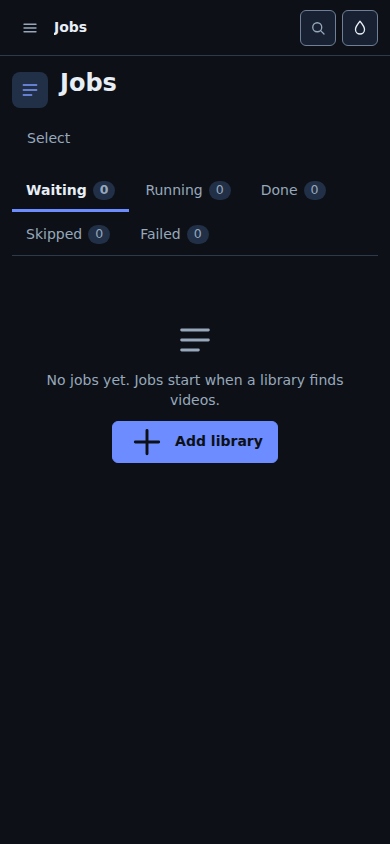 Jobs
Jobs
Select
Waiting 0 Running 0 Done 0
Skipped 0 Failed 0
No jobs yet. Jobs start when a library finds
videos.
Add library